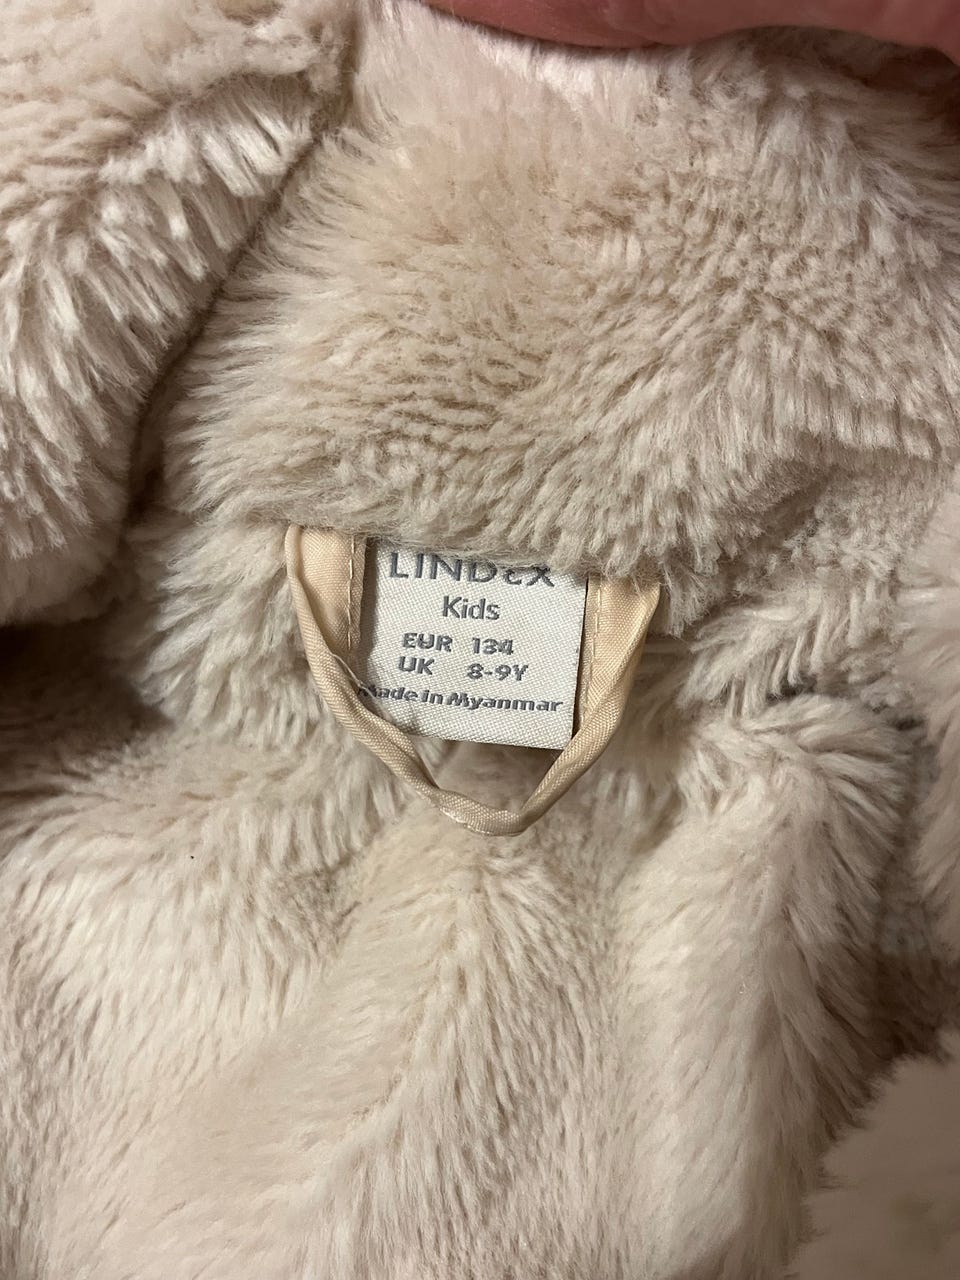 LINDEX
Kids
EUR 134
UK 8-9Y
Made in Myanmar